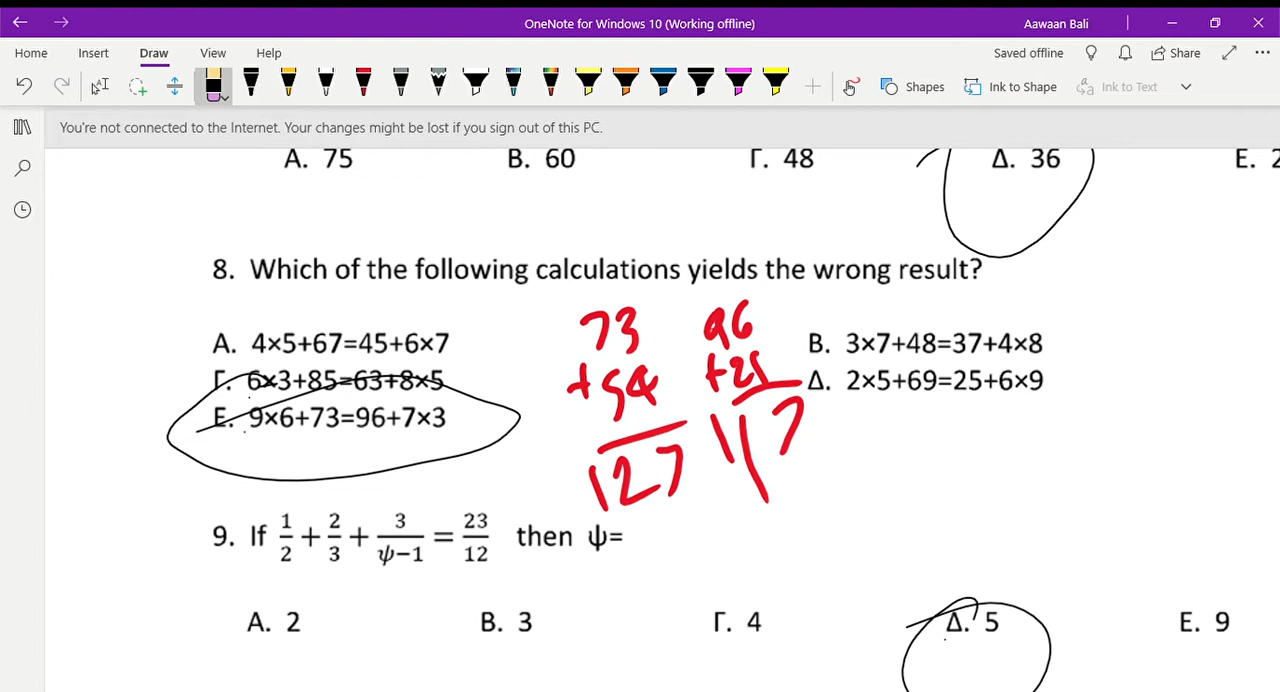 OneNote for Windows 10 (Working offline)
Aawaan Bali
Home Insert Draw View Help
Saved offline Share
Shapes Ink to Shape Ink to Text
You're not connected to the Internet. Your changes might be lost if you sign out of this PC.
Α. 75 Β. 60 Γ. 48 Δ. 36 Ε. 2
8. Which of the following calculations yields the wrong result?
Α. 4×5+67=45+6×7 Β. 3×7+48=37+4×8
Γ. 6×3+85=63+8×5 Δ. 2×5+69=25+6×9
Ε. 9×6+73=96+7×3
73
+54
127
96
+21
117
9. If 1/2 + 2/3 + 3/(ψ−1) = 23/12 then ψ=
Α. 2 Β. 3 Γ. 4 Δ. 5 Ε. 9